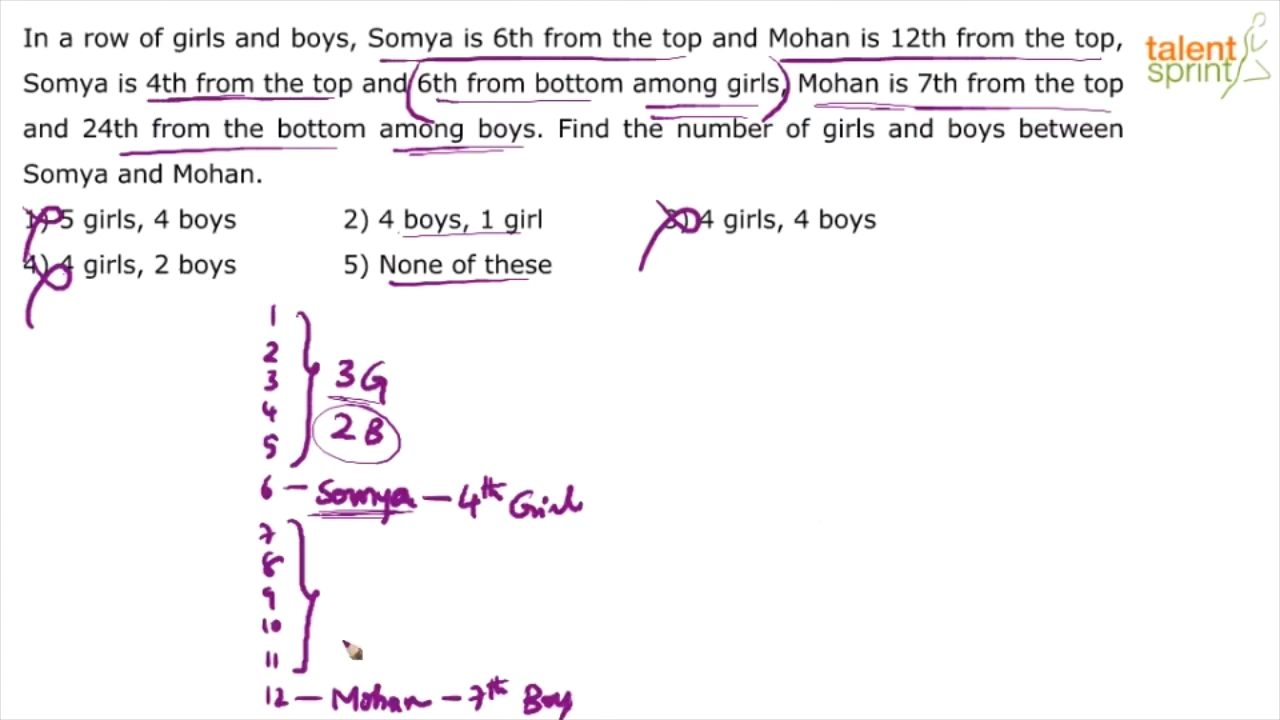 In a row of girls and boys, Somya is 6th from the top and Mohan is 12th from the top,
Somya is 4th from the top and 6th from bottom among girls, Mohan is 7th from the top
and 24th from the bottom among boys. Find the number of girls and boys between
Somya and Mohan.
talent
sprint
1) 5 girls, 4 boys 2) 4 boys, 1 girl 3) 4 girls, 4 boys
4) 4 girls, 2 boys 5) None of these
1
2
3 3G
4 2B
5
6 - Somya - 4th Girl
7
8
9
10
11
12 - Mohan - 7th Boy